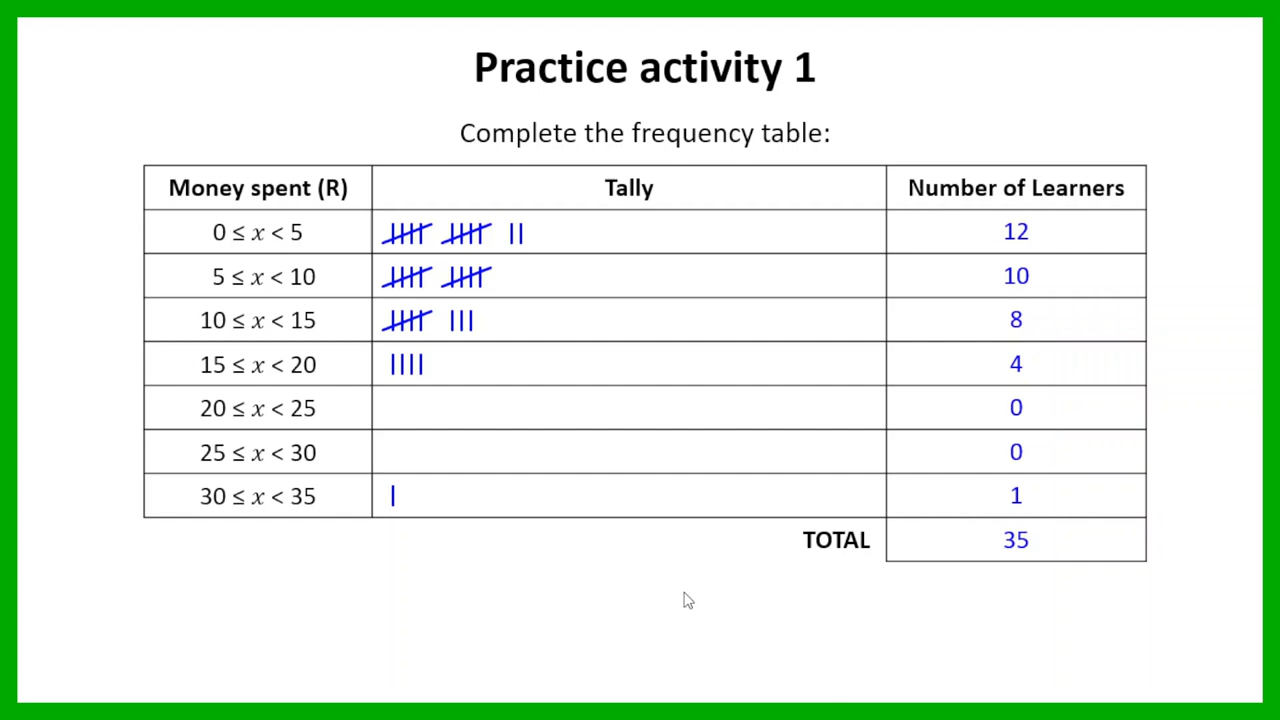 Practice activity 1
Complete the frequency table:
Money spent (R) Tally Number of Learners
0 ≤ x < 5 12
5 ≤ x < 10 10
10 ≤ x < 15 8
15 ≤ x < 20 4
20 ≤ x < 25 0
25 ≤ x < 30 0
30 ≤ x < 35 1
TOTAL 35